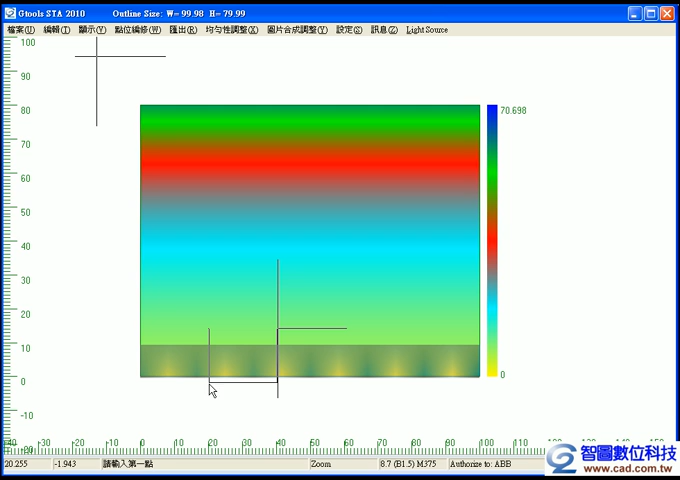 Gtools STA 2010 Outline Size: W= 99.98 H= 79.99
檔案(U) 編輯(T) 顯示(Y) 點位編修(W) 匯出(R) 均勻性調整(X) 圖片合成調整(Y) 設定(S) 訊息(Z) Light Source
100
90
80
70
60
50
40
30
20
10
0
-10
70.698
0
30 20 10 0 10 20 30 40 50 60 70 80 90 100 110
20.255 -1.943 請輸入第一點 Zoom 8.7 (B1.5) M375 Authorize to: ABB
智圖數位科技
www.cad.com.tw